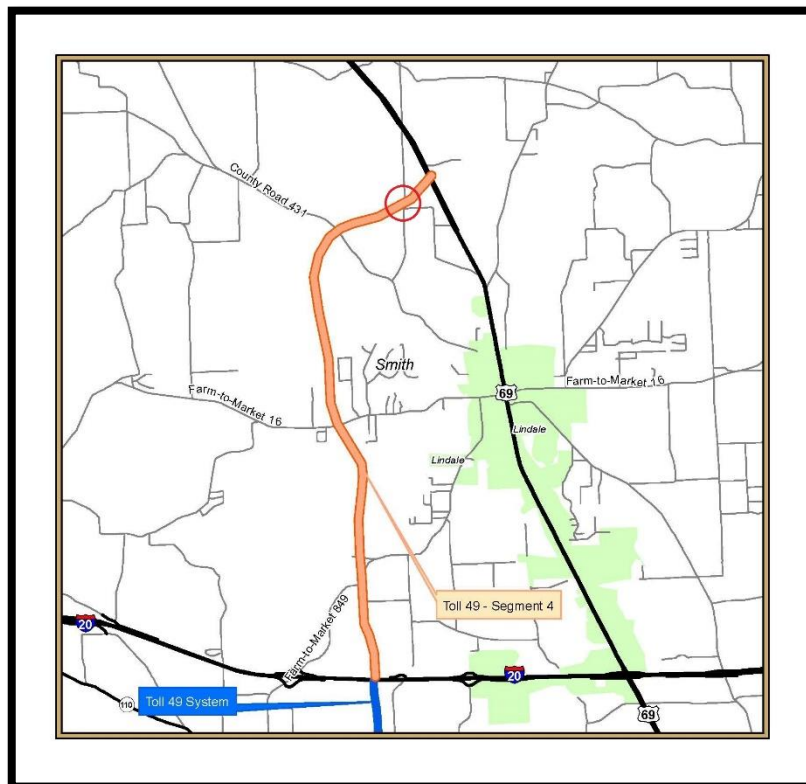 County Road 431
Smith
Farm-to-Market 16
69
Farm-to-Market 16
Lindale
Lindale
Toll 49 - Segment 4
Farm-to-Market 849
20
20
Toll 49 System
110
69